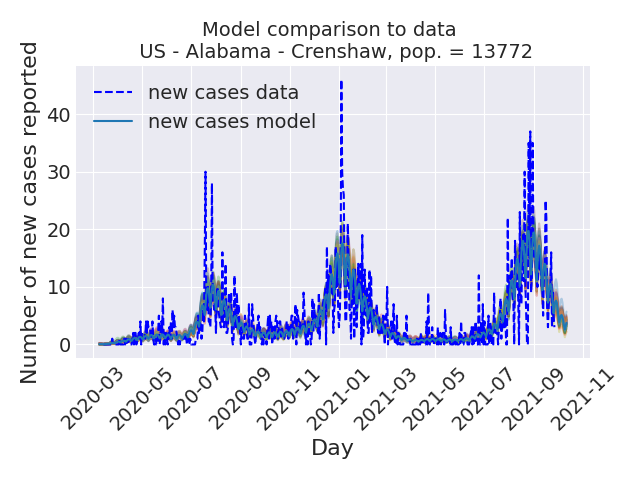 Model comparison to data
US - Alabama - Crenshaw, pop. = 13772
new cases data
new cases model
Number of new cases reported
40
30
20
10
0
2020-03
2020-05
2020-07
2020-09
2020-11
2021-01
2021-03
2021-05
2021-07
2021-09
2021-11
Day